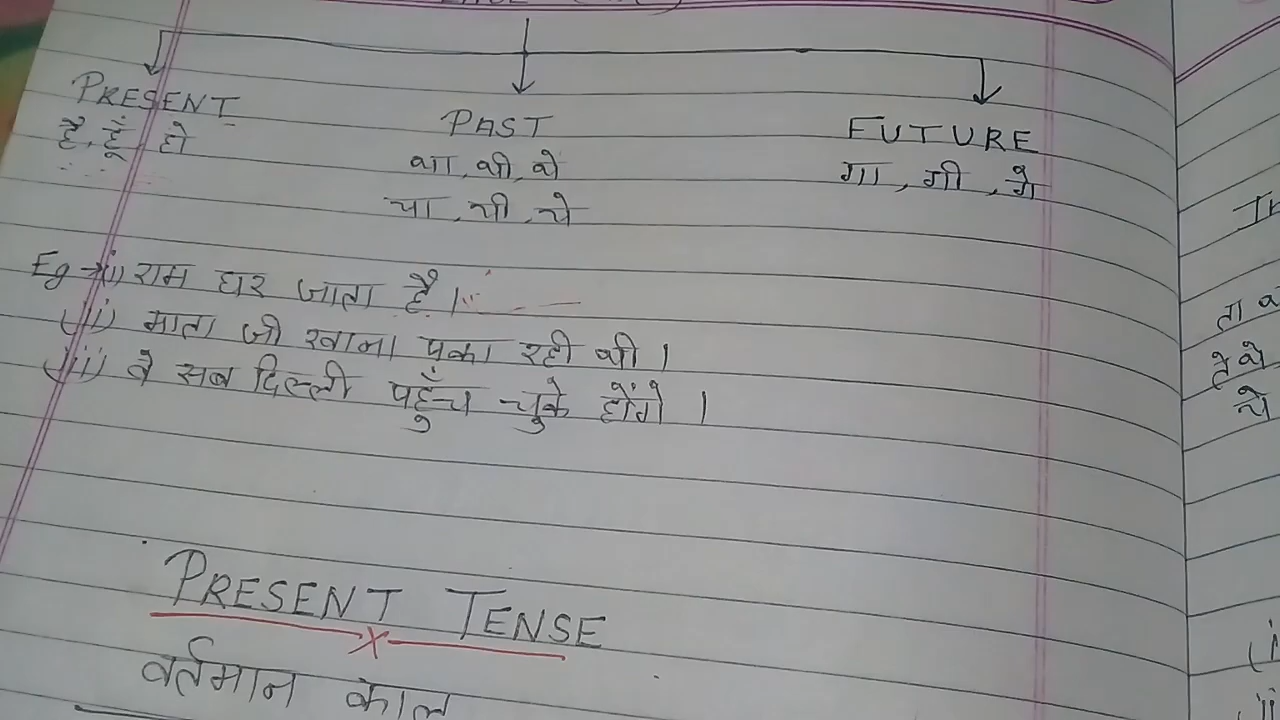 PRESENT
PAST
FUTURE
है, हूँ, हो
था, थी, थे
गा, गी, गे
या, यी, ये
Eg → (i) राम घर जाता है।
(ii) माता जी खाना पका रही थी।
(iii) वे सब दिल्ली पहुँच चुके होंगे।
PRESENT TENSE
वर्तमान काल